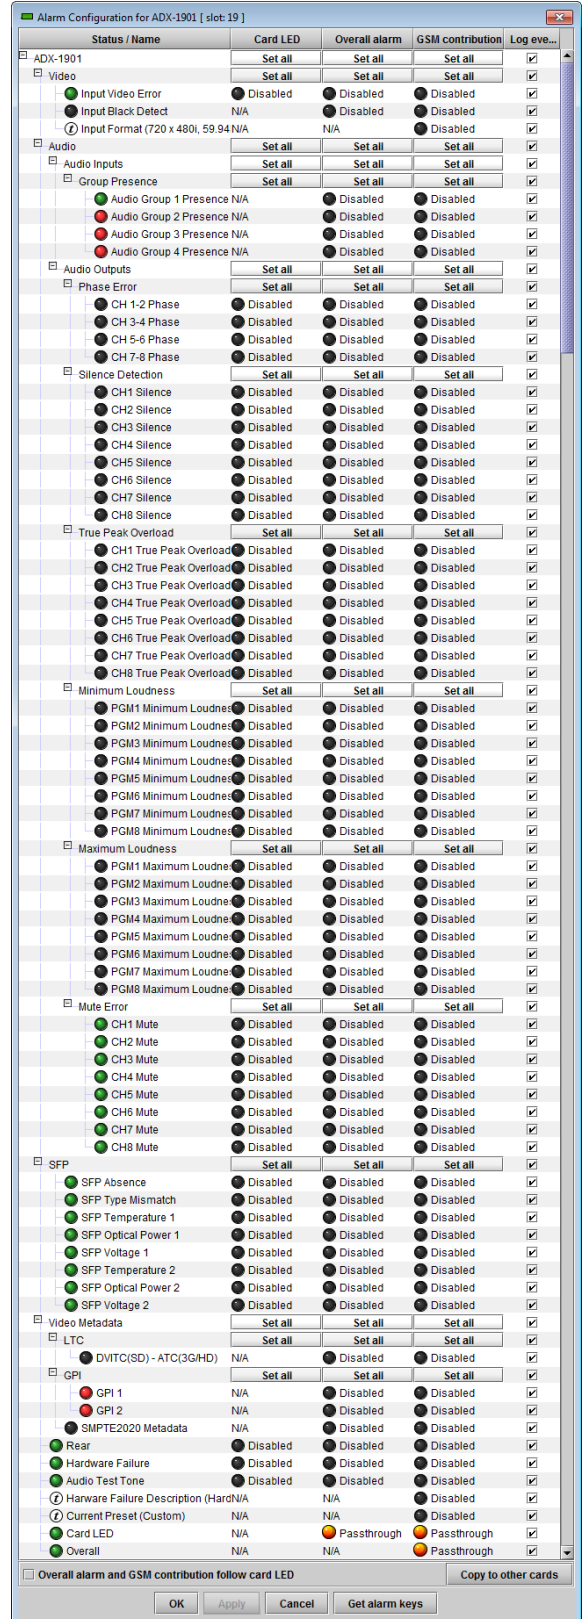 Alarm Configuration for ADX-1901 [ slot: 19 ]
Status / Name Card LED Overall alarm GSM contribution Log eve...
ADX-1901 Set all Set all Set all
Video Set all Set all Set all
Input Video Error Disabled Disabled Disabled
Input Black Detect N/A Disabled Disabled
i Input Format (720 x 480i, 59.94 N/A N/A Disabled
Audio Set all Set all Set all
Audio Inputs Set all Set all Set all
Group Presence Set all Set all Set all
Audio Group 1 Presence N/A Disabled Disabled
Audio Group 2 Presence N/A Disabled Disabled
Audio Group 3 Presence N/A Disabled Disabled
Audio Group 4 Presence N/A Disabled Disabled
Audio Outputs Set all Set all Set all
Phase Error Set all Set all Set all
CH 1-2 Phase Disabled Disabled Disabled
CH 3-4 Phase Disabled Disabled Disabled
CH 5-6 Phase Disabled Disabled Disabled
CH 7-8 Phase Disabled Disabled Disabled
Silence Detection Set all Set all Set all
CH1 Silence Disabled Disabled Disabled
CH2 Silence Disabled Disabled Disabled
CH3 Silence Disabled Disabled Disabled
CH4 Silence Disabled Disabled Disabled
CH5 Silence Disabled Disabled Disabled
CH6 Silence Disabled Disabled Disabled
CH7 Silence Disabled Disabled Disabled
CH8 Silence Disabled Disabled Disabled
True Peak Overload Set all Set all Set all
CH1 True Peak Overload Disabled Disabled Disabled
CH2 True Peak Overload Disabled Disabled Disabled
CH3 True Peak Overload Disabled Disabled Disabled
CH4 True Peak Overload Disabled Disabled Disabled
CH5 True Peak Overload Disabled Disabled Disabled
CH6 True Peak Overload Disabled Disabled Disabled
CH7 True Peak Overload Disabled Disabled Disabled
CH8 True Peak Overload Disabled Disabled Disabled
Minimum Loudness Set all Set all Set all
PGM1 Minimum Loudnes Disabled Disabled Disabled
PGM2 Minimum Loudnes Disabled Disabled Disabled
PGM3 Minimum Loudnes Disabled Disabled Disabled
PGM4 Minimum Loudnes Disabled Disabled Disabled
PGM5 Minimum Loudnes Disabled Disabled Disabled
PGM6 Minimum Loudnes Disabled Disabled Disabled
PGM7 Minimum Loudnes Disabled Disabled Disabled
PGM8 Minimum Loudnes Disabled Disabled Disabled
Maximum Loudness Set all Set all Set all
PGM1 Maximum Loudne Disabled Disabled Disabled
PGM2 Maximum Loudne Disabled Disabled Disabled
PGM3 Maximum Loudne Disabled Disabled Disabled
PGM4 Maximum Loudne Disabled Disabled Disabled
PGM5 Maximum Loudne Disabled Disabled Disabled
PGM6 Maximum Loudne Disabled Disabled Disabled
PGM7 Maximum Loudne Disabled Disabled Disabled
PGM8 Maximum Loudne Disabled Disabled Disabled
Mute Error Set all Set all Set all
CH1 Mute Disabled Disabled Disabled
CH2 Mute Disabled Disabled Disabled
CH3 Mute Disabled Disabled Disabled
CH4 Mute Disabled Disabled Disabled
CH5 Mute Disabled Disabled Disabled
CH6 Mute Disabled Disabled Disabled
CH7 Mute Disabled Disabled Disabled
CH8 Mute Disabled Disabled Disabled
SFP Set all Set all Set all
SFP Absence Disabled Disabled Disabled
SFP Type Mismatch Disabled Disabled Disabled
SFP Temperature 1 Disabled Disabled Disabled
SFP Optical Power 1 Disabled Disabled Disabled
SFP Voltage 1 Disabled Disabled Disabled
SFP Temperature 2 Disabled Disabled Disabled
SFP Optical Power 2 Disabled Disabled Disabled
SFP Voltage 2 Disabled Disabled Disabled
Video Metadata Set all Set all Set all
LTC Set all Set all Set all
DVITC(SD) - ATC(3G/HD) N/A Disabled Disabled
GPI Set all Set all Set all
GPI 1 N/A Disabled Disabled
GPI 2 N/A Disabled Disabled
SMPTE2020 Metadata N/A Disabled Disabled
Rear Disabled Disabled Disabled
Hardware Failure Disabled Disabled Disabled
Audio Test Tone Disabled Disabled Disabled
i Harware Failure Description (Hard N/A N/A Disabled
i Current Preset (Custom) N/A N/A Disabled
Card LED N/A Passthrough Passthrough
Overall N/A N/A Passthrough
Overall alarm and GSM contribution follow card LED Copy to other cards
OK Apply Cancel Get alarm keys